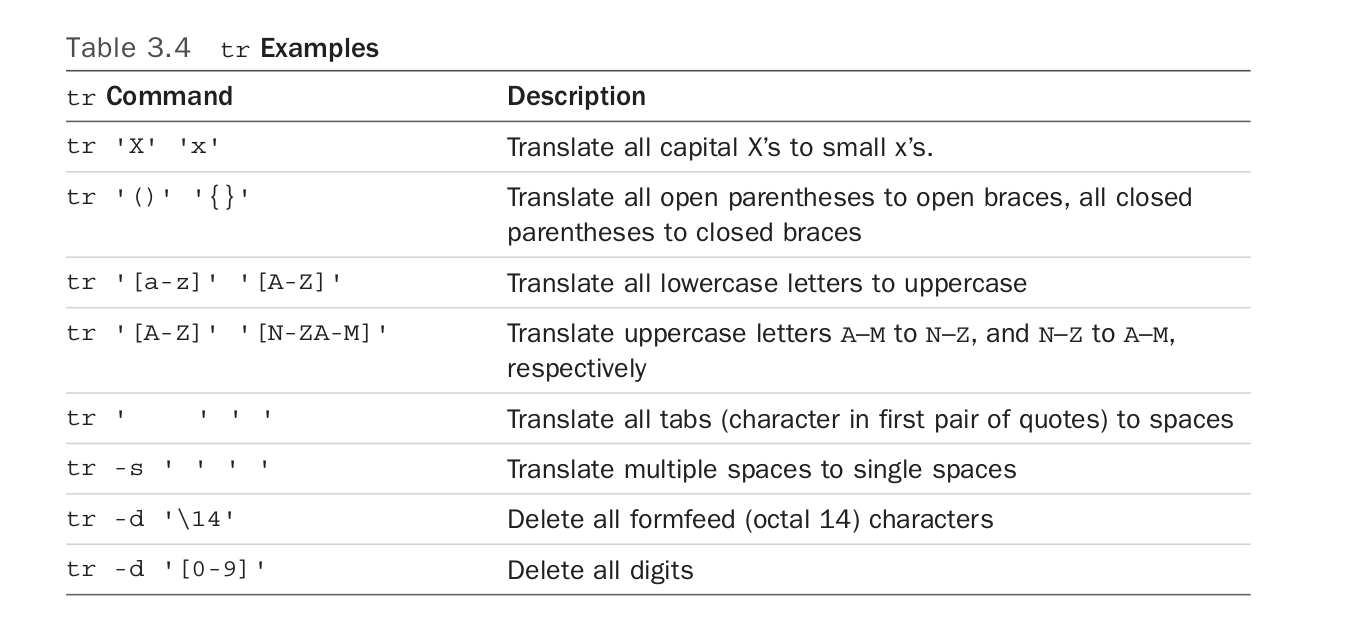 Table 3.4 tr Examples
tr Command Description
tr 'X' 'x' Translate all capital X’s to small x’s.
tr '()' '{}' Translate all open parentheses to open braces, all closed
parentheses to closed braces
tr '[a-z]' '[A-Z]' Translate all lowercase letters to uppercase
tr '[A-Z]' '[N-ZA-M]' Translate uppercase letters A–M to N–Z, and N–Z to A–M,
respectively
tr '    ' ' ' Translate all tabs (character in first pair of quotes) to spaces
tr -s ' ' ' ' Translate multiple spaces to single spaces
tr -d '\14' Delete all formfeed (octal 14) characters
tr -d '[0-9]' Delete all digits